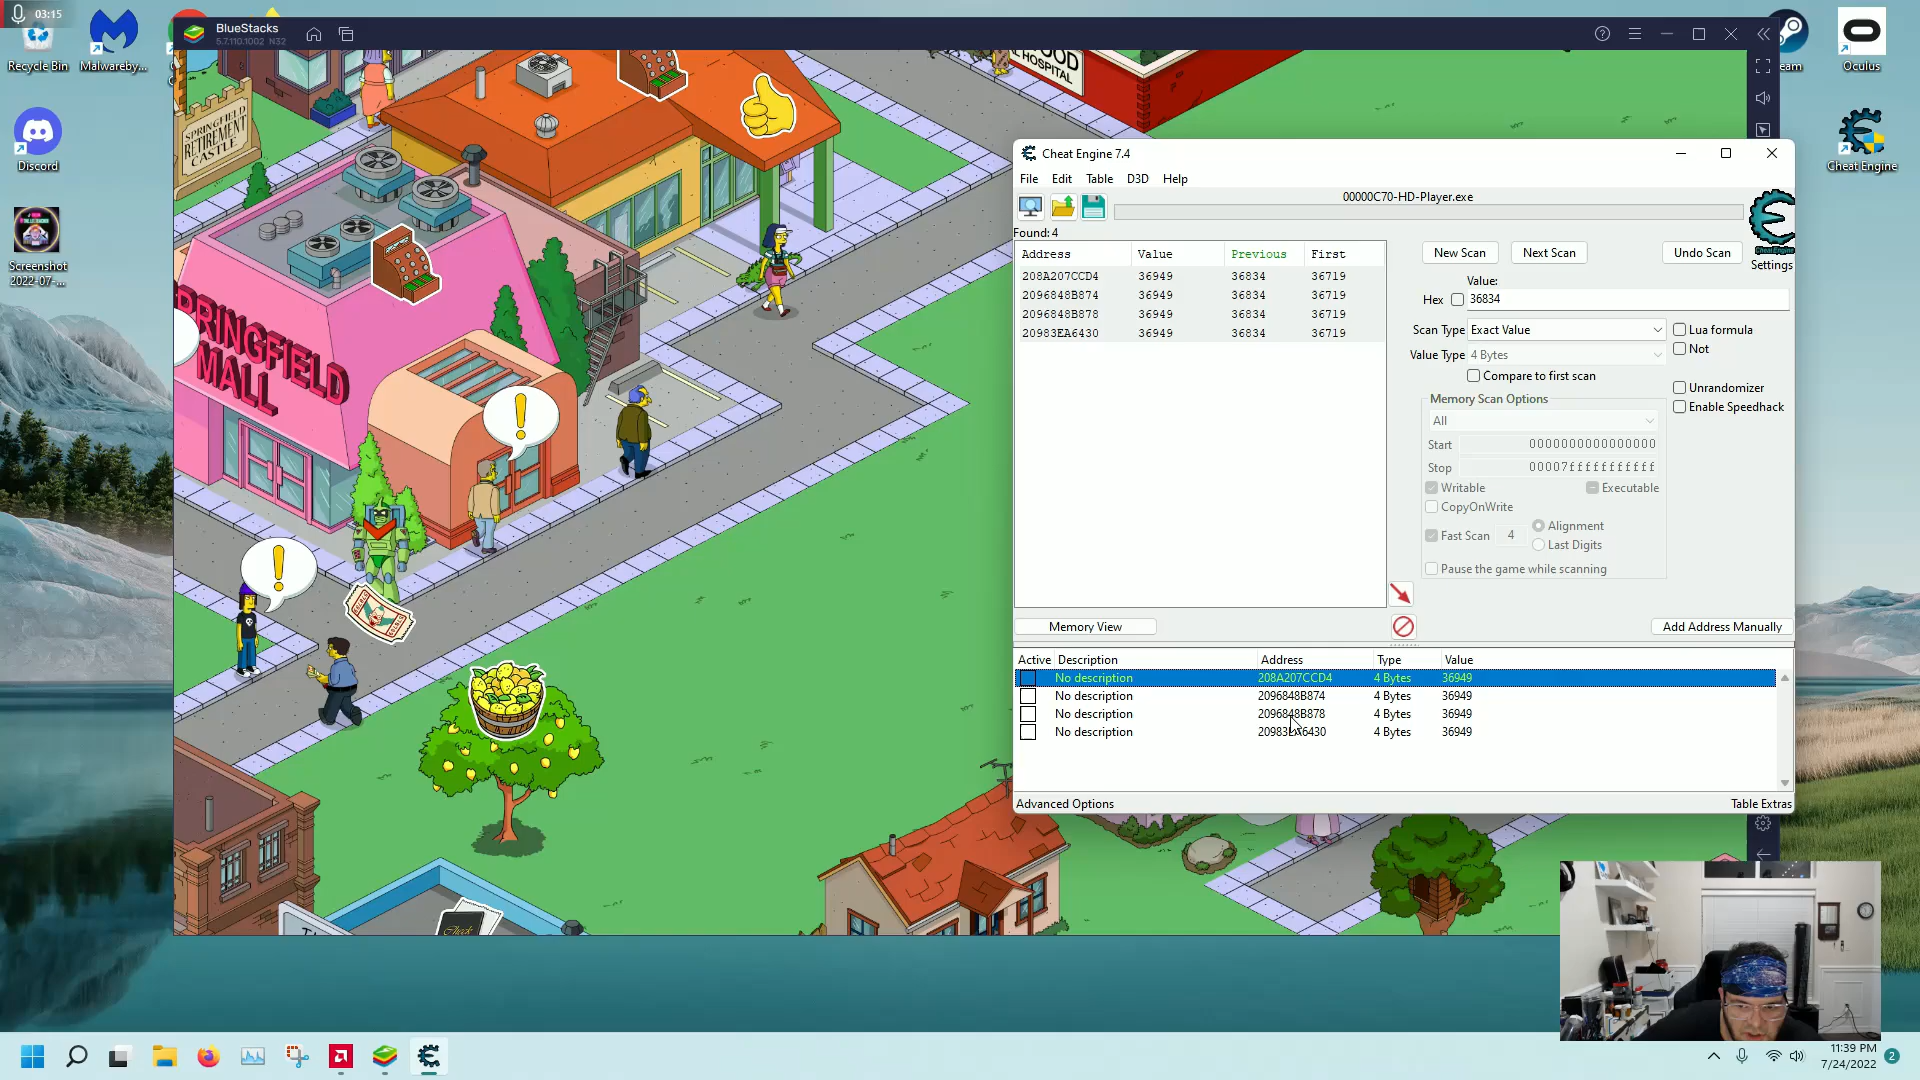 03:15
Recycle Bin
Malwareby...
Discord
Screenshot
2022-07-...
BlueStacks
5.7.110.1002 N32
SPRINGFIELD
RETIREMENT
CASTLE
HOSPITAL
SPRINGFIELD
MALL
Oculus
Cheat Engine
Cheat Engine 7.4
File Edit Table D3D Help
00000C70-HD-Player.exe
Found: 4
Address Value Previous First
208A207CCD4 36949 36834 36719
2096848B874 36949 36834 36719
2096848B878 36949 36834 36719
20983EA6430 36949 36834 36719
New Scan Next Scan Undo Scan
Settings
Value:
Hex 36834
Scan Type Exact Value
Lua formula
Value Type 4 Bytes
Not
Compare to first scan
Unrandomizer
Enable Speedhack
Memory Scan Options
All
Start 0000000000000000
Stop 00007fffffffffff
Writable Executable
CopyOnWrite
Fast Scan 4 Alignment
Last Digits
Pause the game while scanning
Memory View
Add Address Manually
Active Description Address Type Value
No description 208A207CCD4 4 Bytes 36949
No description 2096848B874 4 Bytes 36949
No description 2096848B878 4 Bytes 36949
No description 4 Bytes 36949
Advanced Options Table Extras
Check
11:39 PM
7/24/2022
2